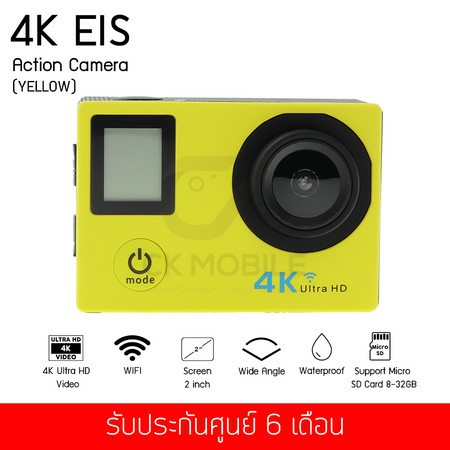 4K EIS
Action Camera
(YELLOW)
CK MOBILE
mode
4K Ultra HD
ULTRA HD
4K
VIDEO
4K Ultra HD
Video
WIFI
2"
Screen
2 inch
Wide Angle
Waterproof
Micro
SD
Support Micro
SD Card 8-32GB
รับประกันศูนย์ 6 เดือน